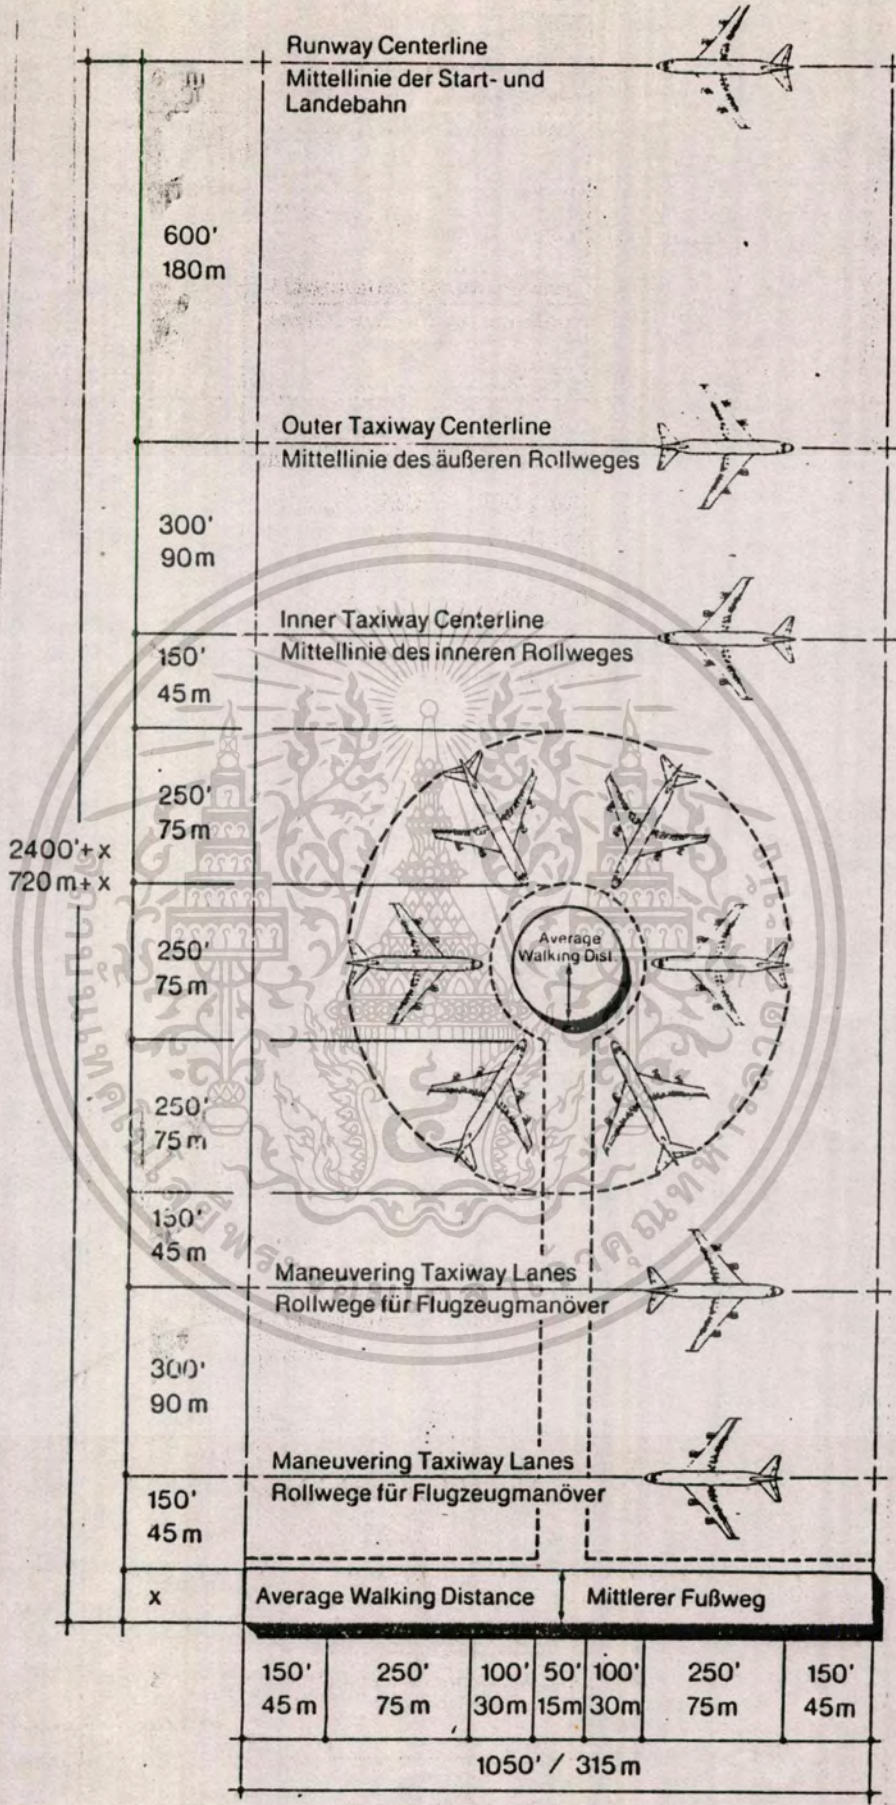 Runway Centerline
Mittellinie der Start- und
Landebahn
600'
180m
Outer Taxiway Centerline
Mittellinie des äußeren Rollweges
300'
90m
Inner Taxiway Centerline
Mittellinie des inneren Rollweges
150'
45m
250'
75m
2400'+x
720m+x
Average
Walking Dist.
250'
75m
250'
75m
150'
45m
Maneuvering Taxiway Lanes
Rollwege für Flugzeugmanöver
300'
90m
Maneuvering Taxiway Lanes
Rollwege für Flugzeugmanöver
150'
45m
x Average Walking Distance Mittlerer Fußweg
150' 250' 100' 50' 100' 250' 150'
45m 75m 30m 15m 30m 75m 45m
1050' / 315m